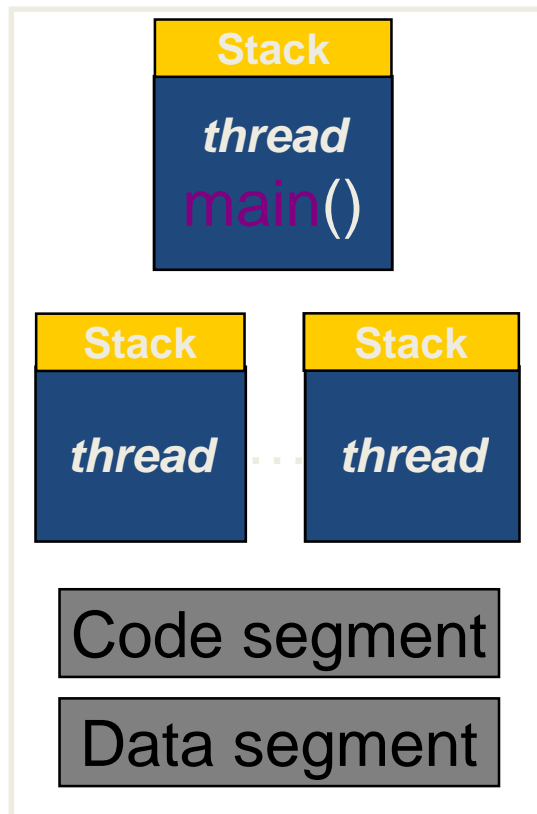 Stack
thread
main()
Stack
Stack
thread ... thread
Code segment
Data segment